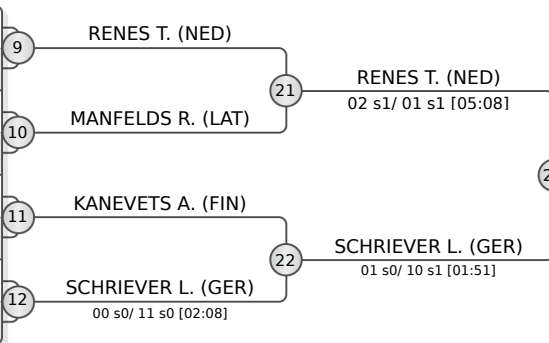 RENES T. (NED)
9
21
RENES T. (NED)
02 s1/ 01 s1 [05:08]
MANFELDS R. (LAT)
10
KANEVETS A. (FIN)
11
22
SCHRIEVER L. (GER)
01 s0/ 10 s1 [01:51]
SCHRIEVER L. (GER)
12
00 s0/ 11 s0 [02:08]